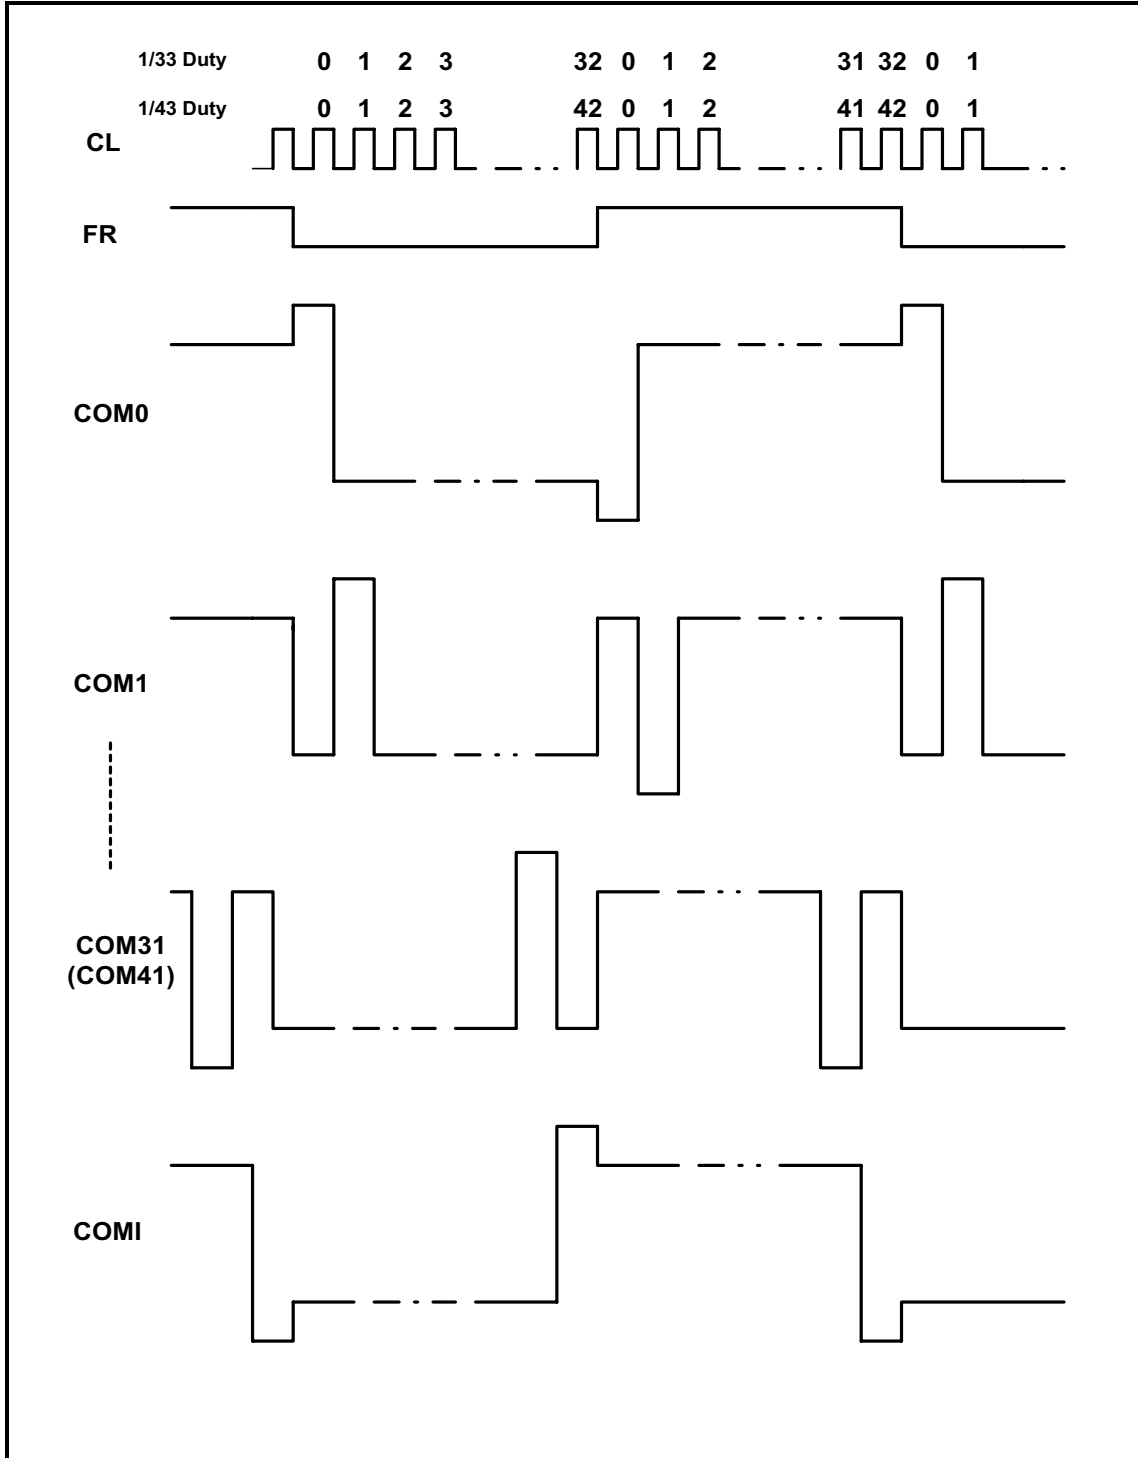 1/33 Duty 0 1 2 3 32 0 1 2 31 32 0 1
1/43 Duty 0 1 2 3 42 0 1 2 41 42 0 1
CL
FR
COM0
COM1
COM31
(COM41)
COMI